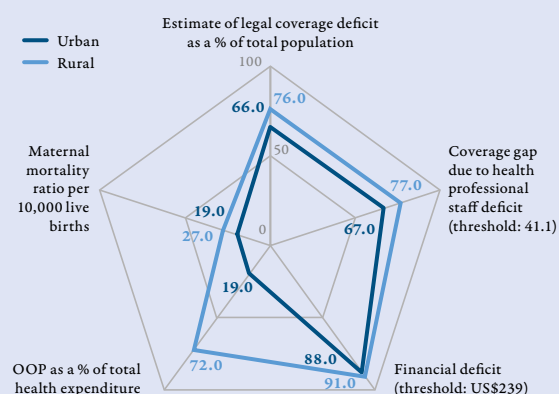 Estimate of legal coverage deficit
as a % of total population
Urban
Rural
100
76.0
66.0
50
Maternal
mortality
ratio per
10,000 live
births
Coverage gap
due to health
professional
staff deficit
(threshold: 41.1)
77.0
19.0
27.0
0
67.0
19.0
72.0
88.0
91.0
OOP as a % of total
health expenditure
Financial deficit
(threshold: US$239)